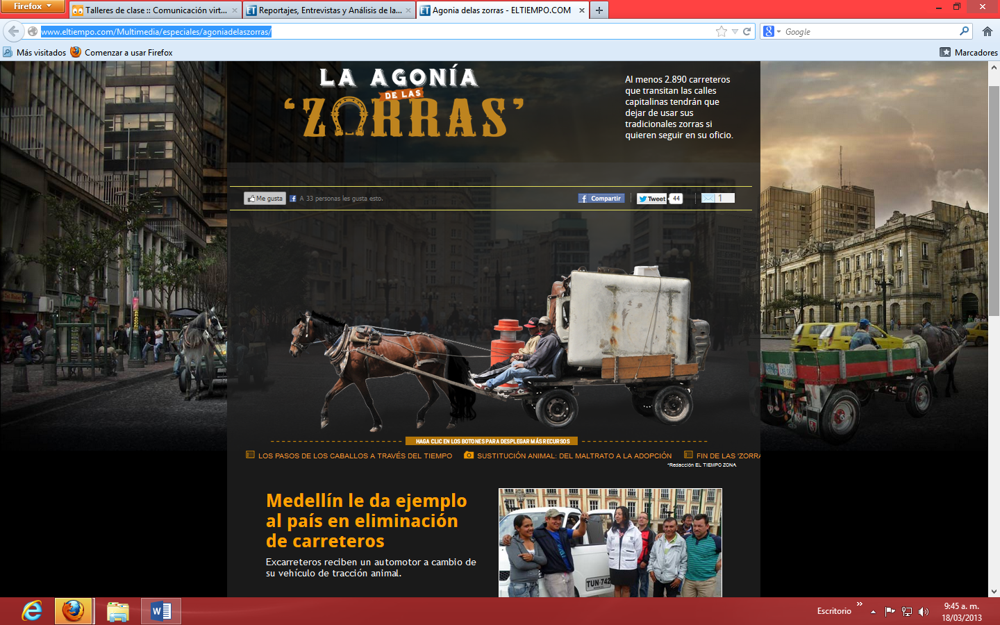 Firefox
Talleres de clase :: Comunicación virt...
Reportajes, Entrevistas y Análisis de la...
Agonia delas zorras - ELTIEMPO.COM
www.eltiempo.com/Multimedia/especiales/agoniadelaszorras/
Google
Más visitados
Comenzar a usar Firefox
Marcadores
LA AGONÍA
DE LAS
'ZORRAS'
Al menos 2.890 carreteros
que transitan las calles
capitalinas tendrán que
dejar de usar sus
tradicionales zorras si
quieren seguir en su oficio.
Me gusta
A 33 personas les gusta esto.
Compartir
Tweet
44
1
HAGA CLIC EN LOS BOTONES PARA DESPLEGAR MÁS RECURSOS
LOS PASOS DE LOS CABALLOS A TRAVÉS DEL TIEMPO
SUSTITUCIÓN ANIMAL: DEL MALTRATO A LA ADOPCIÓN
FIN DE LAS 'ZORRA
*Redacción EL TIEMPO ZONA
Medellín le da ejemplo
al país en eliminación
de carreteros
Excarreteros reciben un automotor a cambio de
su vehículo de tracción animal.
TUN-742
Escritorio
9:45 a. m.
18/03/2013